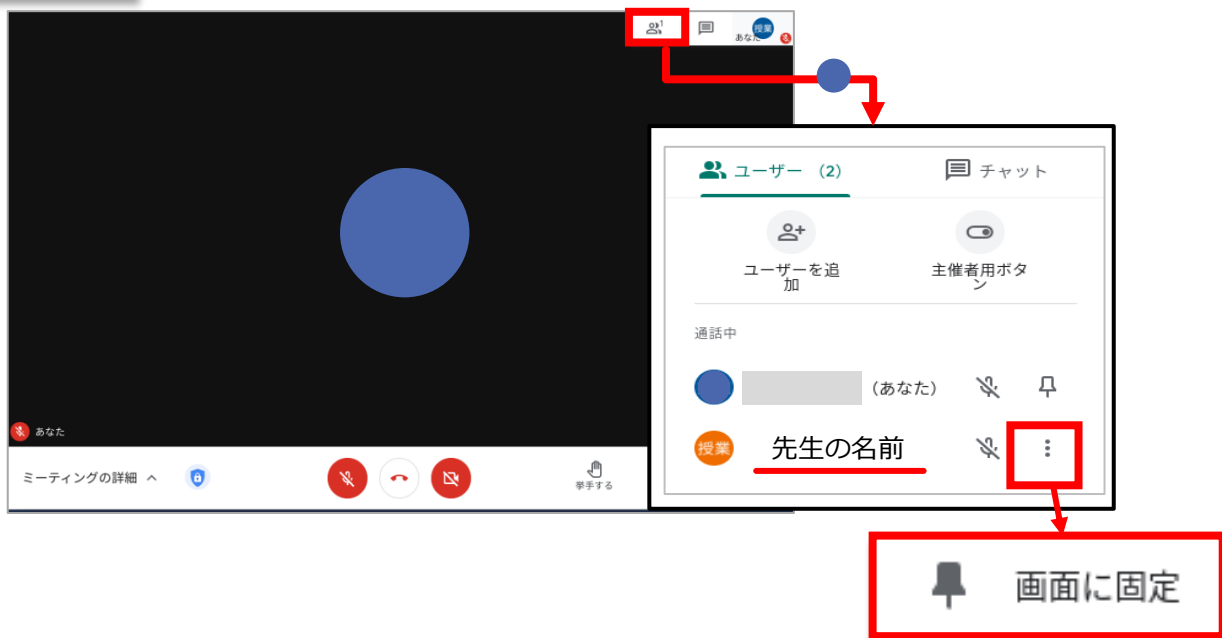 1
授業
あなた
ユーザー (2)
チャット
ユーザーを追
加
主催者用ボタ
ン
通話中
(あなた)
授業
先生の名前
あなた
ミーティングの詳細
挙手する
画面に固定